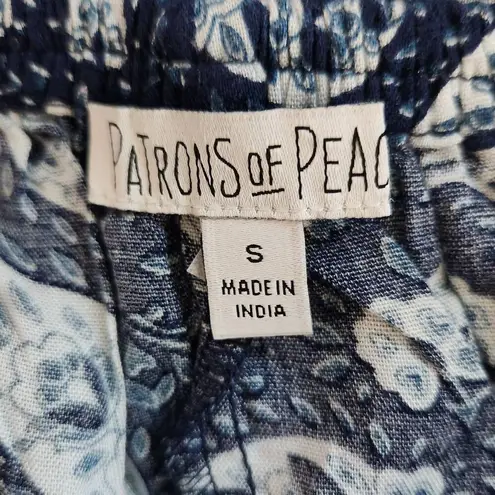 PATRONS OF PEAC
S
MADE IN
INDIA